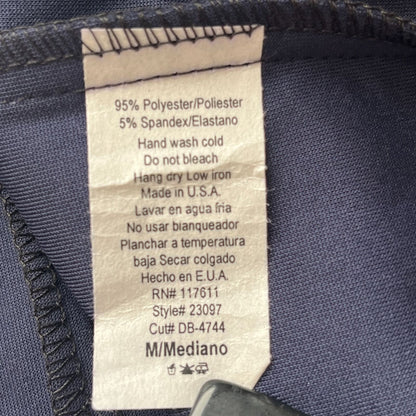 95% Polyester/Poliester
5% Spandex/Elastano
Hand wash cold
Do not bleach
Hang dry Low iron
Made in U.S.A.
Lavar en agua fria
No usar bianqueador
Planchar a temperatura
baja Secar colgado
Hecho en E.U.A.
RN# 117611
Style# 23097
Cut# DB-4744
M/Mediano